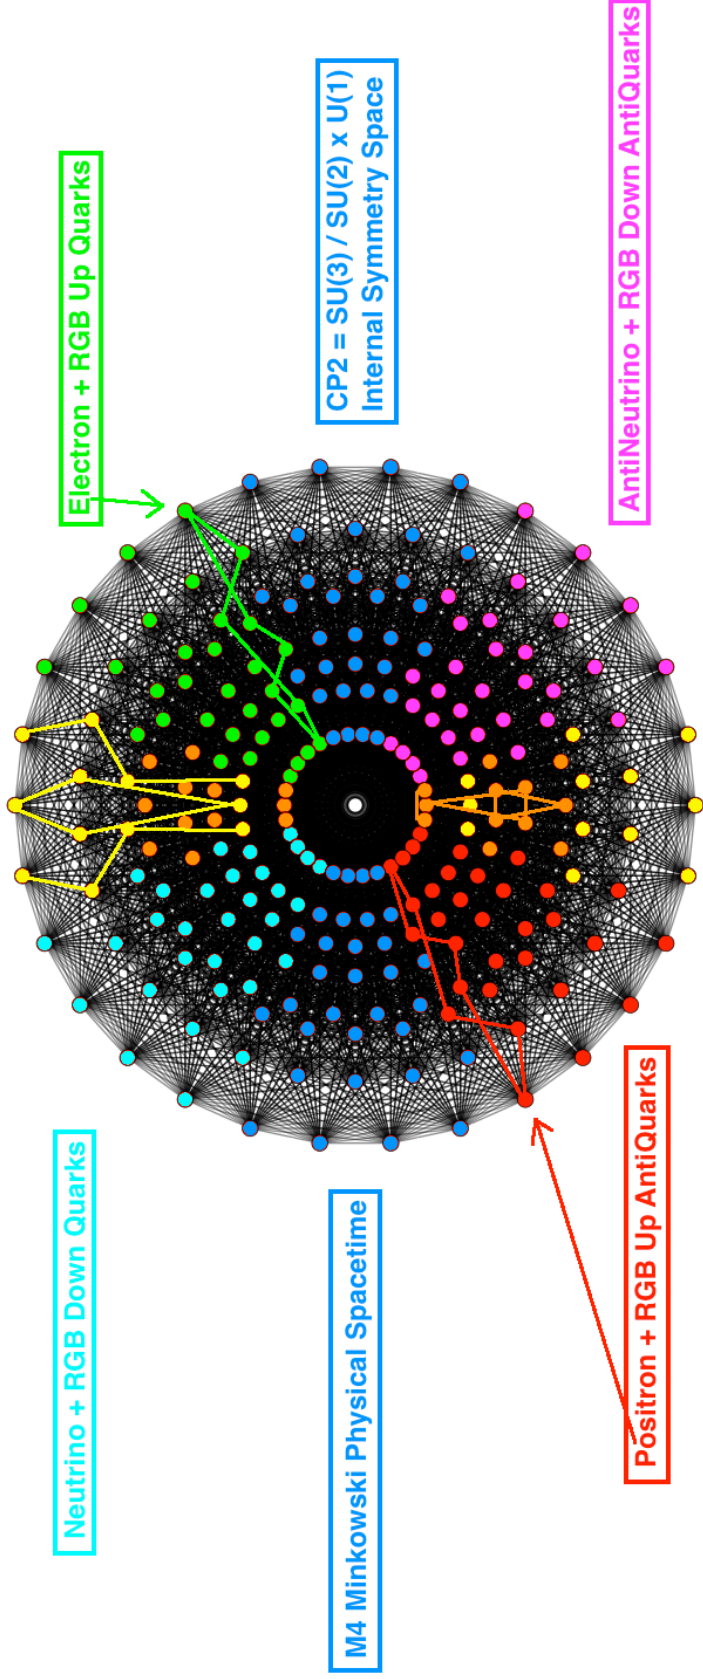 Electron + RGB Up Quarks
CP2 = SU(3) / SU(2) x U(1)
Internal Symmetry Space
AntiNeutrino + RGB Down AntiQuarks
Neutrino + RGB Down Quarks
M4 Minkowski Physical Spacetime
Positron + RGB Up AntiQuarks